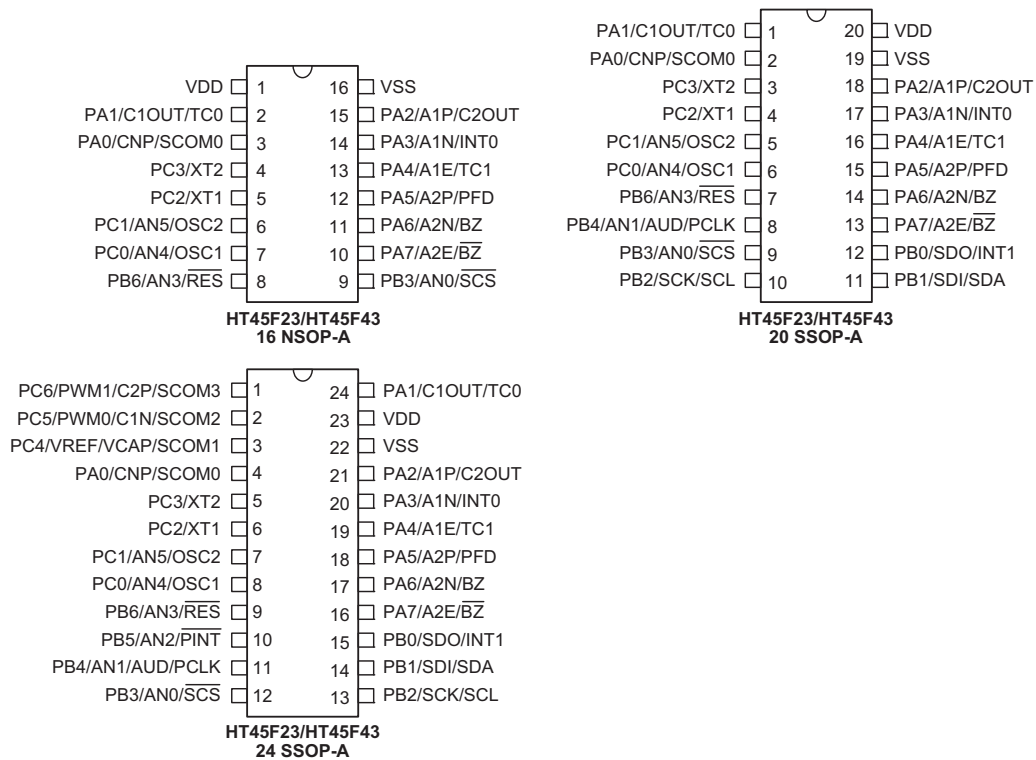 VDD 1 16 VSS
PA1/C1OUT/TC0 2 15 PA2/A1P/C2OUT
PA0/CNP/SCOM0 3 14 PA3/A1N/INT0
PC3/XT2 4 13 PA4/A1E/TC1
PC2/XT1 5 12 PA5/A2P/PFD
PC1/AN5/OSC2 6 11 PA6/A2N/BZ
PC0/AN4/OSC1 7 10 PA7/A2E/B̅Z̅
PB6/AN3/R̅E̅S̅ 8 9 PB3/AN0/S̅C̅S̅
HT45F23/HT45F43
16 NSOP-A
PA1/C1OUT/TC0 1 20 VDD
PA0/CNP/SCOM0 2 19 VSS
PC3/XT2 3 18 PA2/A1P/C2OUT
PC2/XT1 4 17 PA3/A1N/INT0
PC1/AN5/OSC2 5 16 PA4/A1E/TC1
PC0/AN4/OSC1 6 15 PA5/A2P/PFD
PB6/AN3/R̅E̅S̅ 7 14 PA6/A2N/BZ
PB4/AN1/AUD/PCLK 8 13 PA7/A2E/B̅Z̅
PB3/AN0/S̅C̅S̅ 9 12 PB0/SDO/INT1
PB2/SCK/SCL 10 11 PB1/SDI/SDA
HT45F23/HT45F43
20 SSOP-A
PC6/PWM1/C2P/SCOM3 1 24 PA1/C1OUT/TC0
PC5/PWM0/C1N/SCOM2 2 23 VDD
PC4/VREF/VCAP/SCOM1 3 22 VSS
PA0/CNP/SCOM0 4 21 PA2/A1P/C2OUT
PC3/XT2 5 20 PA3/A1N/INT0
PC2/XT1 6 19 PA4/A1E/TC1
PC1/AN5/OSC2 7 18 PA5/A2P/PFD
PC0/AN4/OSC1 8 17 PA6/A2N/BZ
PB6/AN3/R̅E̅S̅ 9 16 PA7/A2E/B̅Z̅
PB5/AN2/P̅I̅N̅T̅ 10 15 PB0/SDO/INT1
PB4/AN1/AUD/PCLK 11 14 PB1/SDI/SDA
PB3/AN0/S̅C̅S̅ 12 13 PB2/SCK/SCL
HT45F23/HT45F43
24 SSOP-A